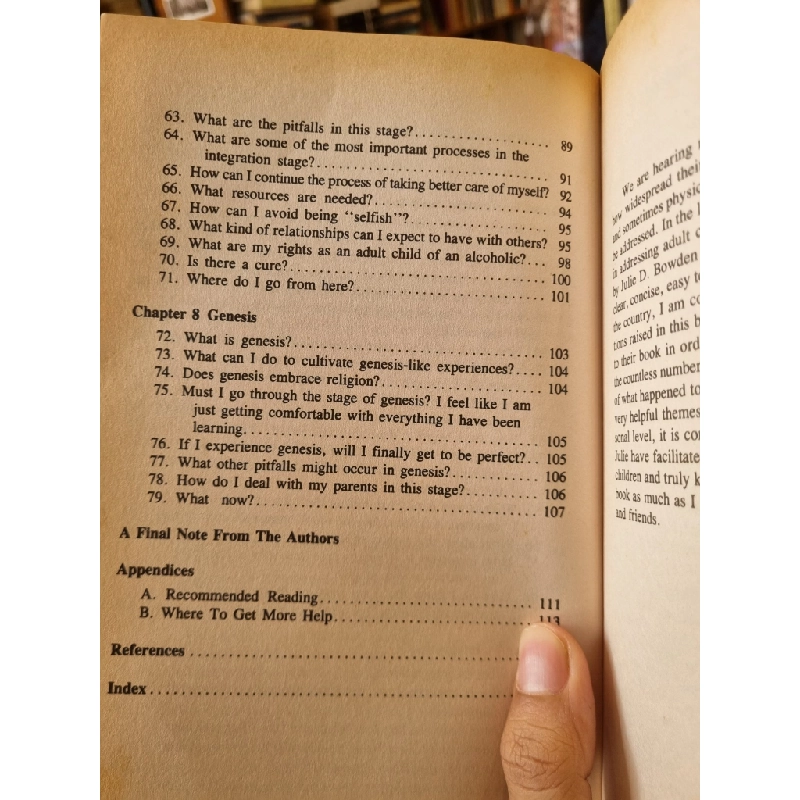 63. What are the pitfalls in this stage?.................. 89
64. What are some of the most important processes in the
integration stage?............................... 91
65. How can I continue the process of taking better care of myself? 92
66. What resources are needed?........................ 94
67. How can I avoid being "selfish"?................... 95
68. What kind of relationships can I expect to have with others? 95
69. What are my rights as an adult child of an alcoholic?... 98
70. Is there a cure?................................... 100
71. Where do I go from here?.......................... 101
Chapter 8 Genesis
72. What is genesis?................................. 103
73. What can I do to cultivate genesis-like experiences?.... 104
74. Does genesis embrace religion?..................... 104
75. Must I go through the stage of genesis? I feel like I am
just getting comfortable with everything I have been
learning....................................... 105
76. If I experience genesis, will I finally get to be perfect?.. 105
77. What other pitfalls might occur in genesis?........... 106
78. How do I deal with my parents in this stage?......... 106
79. What now?...................................... 107
A Final Note From The Authors
Appendices
A. Recommended Reading............................ 111
B. Where To Get More Help.......................... 113
References ..........................................
Index................................................
We are hearing
how widespread their
and sometimes physic
be addressed. In the
in addressing adult c
by Julie D. Bowden
clear, concise, easy t
the country, I am co
tions raised in this b
to their book in ord
the countless number
of what happened to
very helpful themes
sonal level, it is co
Julie have facilitate
children and truly k
book as much as I
and friends.